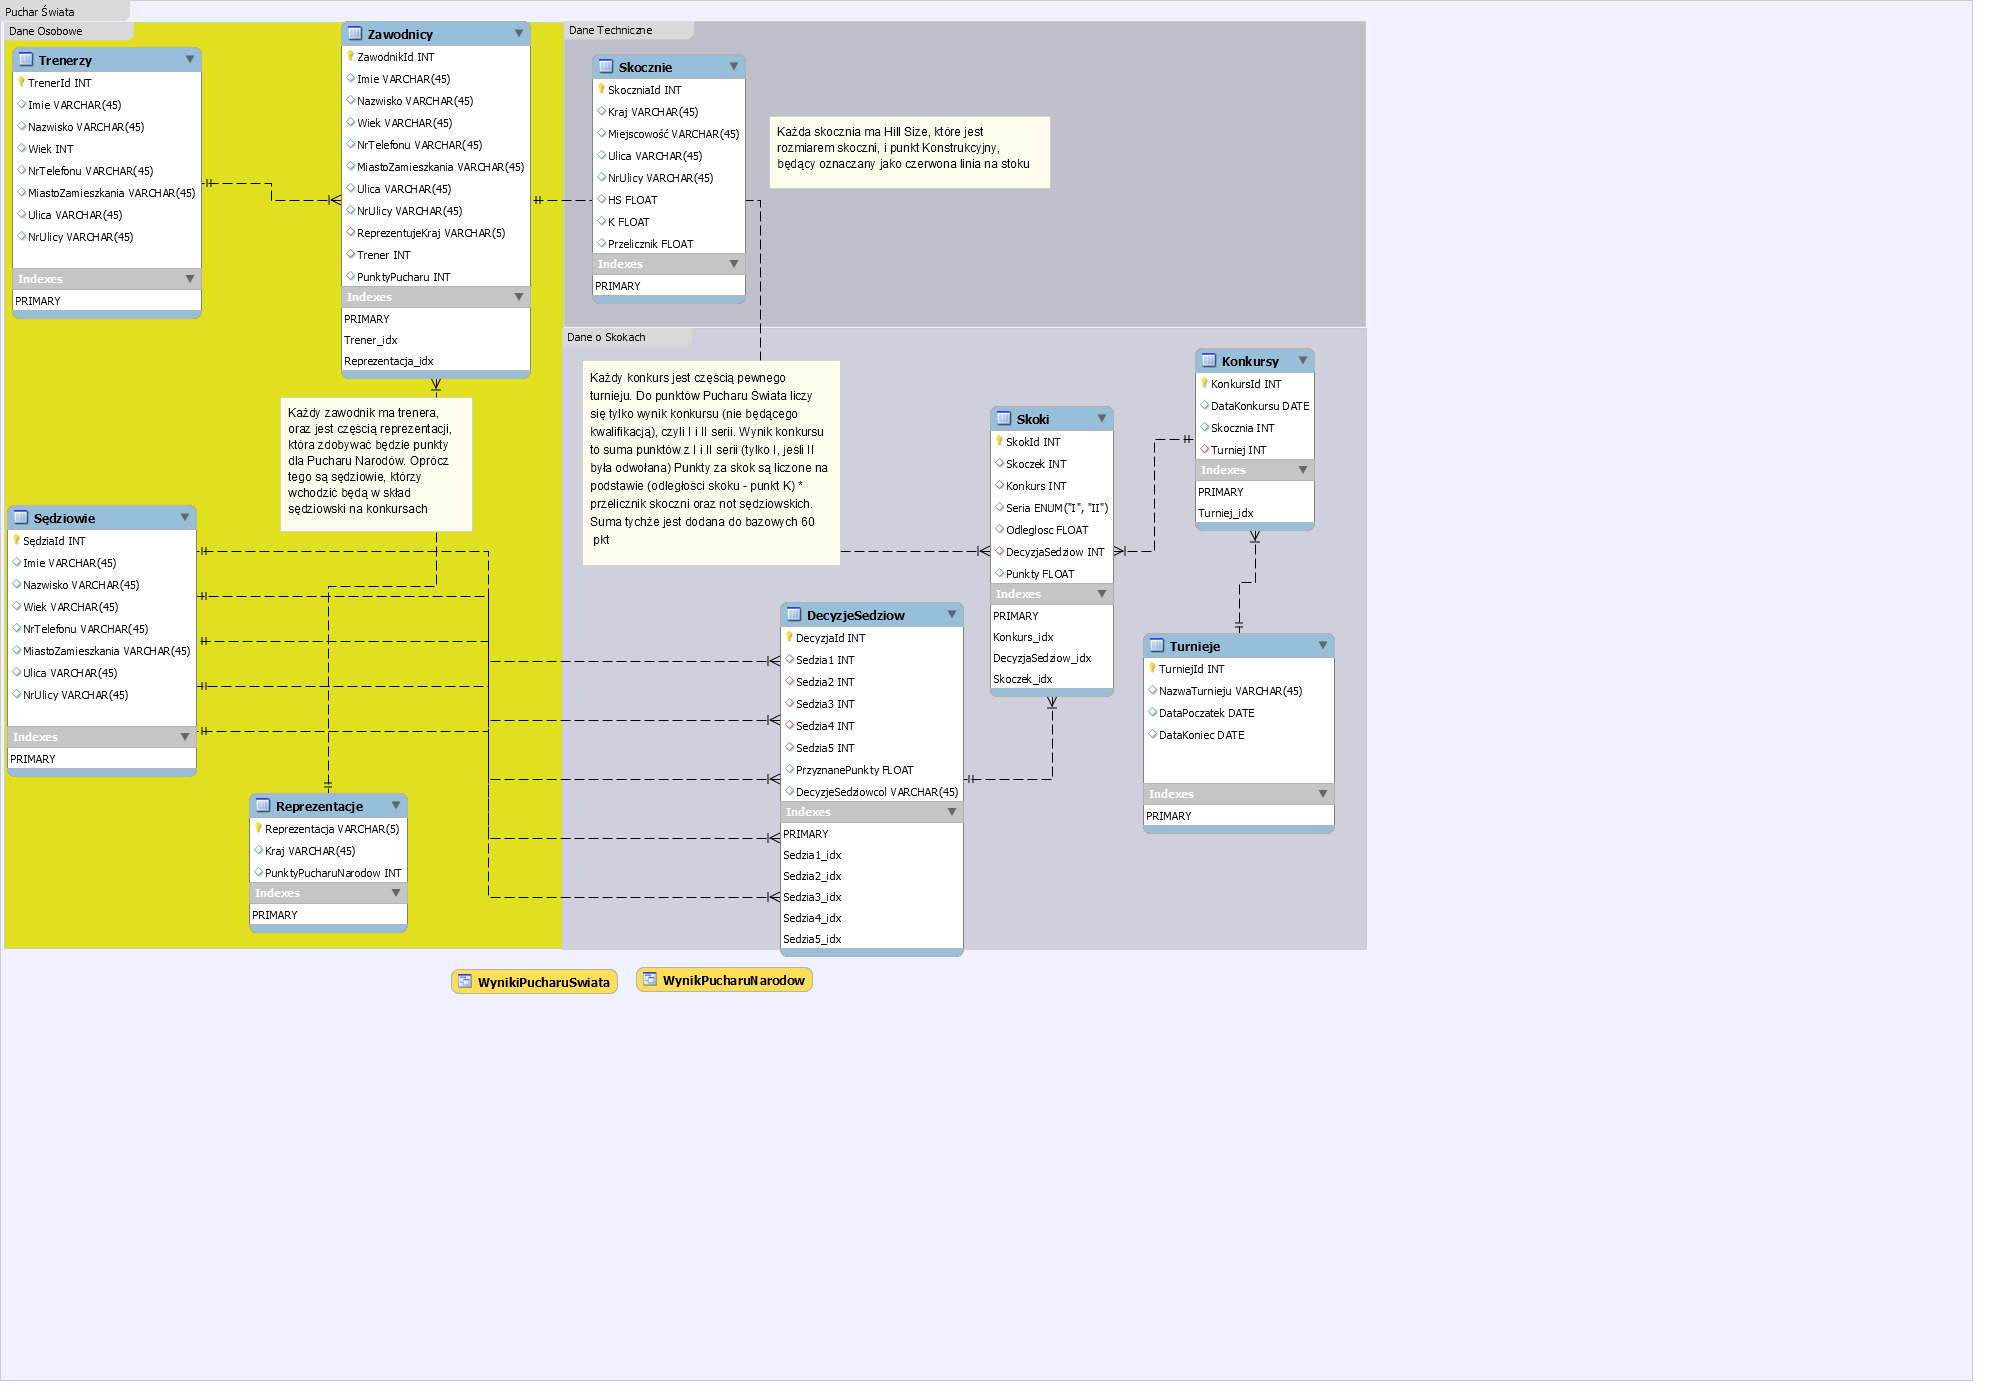 Puchar Świata
Dane Osobowe
Trenerzy
TrenerId INT
Imie VARCHAR(45)
Nazwisko VARCHAR(45)
Wiek INT
NrTelefonu VARCHAR(45)
MiastoZamieszkania VARCHAR(45)
Ulica VARCHAR(45)
NrUlicy VARCHAR(45)
Indexes
PRIMARY
Zawodnicy
ZawodnikId INT
Imie VARCHAR(45)
Nazwisko VARCHAR(45)
Wiek VARCHAR(45)
NrTelefonu VARCHAR(45)
MiastoZamieszkania VARCHAR(45)
Ulica VARCHAR(45)
NrUlicy VARCHAR(45)
ReprezentujeKraj VARCHAR(5)
Trener INT
PunktyPucharu INT
Indexes
PRIMARY
Trener_idx
Reprezentacja_idx
Każdy zawodnik ma trenera,
oraz jest częścią reprezentacji,
która zdobywać będzie punkty
dla Pucharu Narodów. Oprócz
tego są sędziowie, którzy
wchodzić będą w skład
sędziowski na konkursach
Sędziowie
SędziaId INT
Imie VARCHAR(45)
Nazwisko VARCHAR(45)
Wiek VARCHAR(45)
NrTelefonu VARCHAR(45)
MiastoZamieszkania VARCHAR(45)
Ulica VARCHAR(45)
NrUlicy VARCHAR(45)
Indexes
PRIMARY
Reprezentacje
Reprezentacja VARCHAR(5)
Kraj VARCHAR(45)
PunktyPucharuNarodow INT
Indexes
PRIMARY
Dane Techniczne
Skocznie
SkoczniaId INT
Kraj VARCHAR(45)
Miejscowość VARCHAR(45)
Ulica VARCHAR(45)
NrUlicy VARCHAR(45)
HS FLOAT
K FLOAT
Przelicznik FLOAT
Indexes
PRIMARY
Każda skocznia ma Hill Size, które jest
rozmiarem skoczni, i punkt Konstrukcyjny,
będący oznaczany jako czerwona linia na stoku
Dane o Skokach
Każdy konkurs jest częścią pewnego
turnieju. Do punktów Pucharu Świata liczy
się tylko wynik konkursu (nie będącego
kwalifikacją), czyli I i II serii. Wynik konkursu
to suma punktów z I i II serii (tylko I, jeśli II
była odwołana) Punkty za skok są liczone na
podstawie (odległości skoku - punkt K) *
przelicznik skoczni oraz not sędziowskich.
Suma tychże jest dodana do bazowych 60
pkt
Skoki
SkokId INT
Skoczek INT
Konkurs INT
Seria ENUM("I", "II")
Odleglosc FLOAT
DecyzjaSedziow INT
Punkty FLOAT
Indexes
PRIMARY
Konkurs_idx
DecyzjaSedziow_idx
Skoczek_idx
Konkursy
KonkursId INT
DataKonkursu DATE
Skocznia INT
Turniej INT
Indexes
PRIMARY
Turniej_idx
DecyzjeSedziow
DecyzjaId INT
Sedzia1 INT
Sedzia2 INT
Sedzia3 INT
Sedzia4 INT
Sedzia5 INT
PrzyznanePunkty FLOAT
DecyzjeSedziowcol VARCHAR(45)
Indexes
PRIMARY
Sedzia1_idx
Sedzia2_idx
Sedzia3_idx
Sedzia4_idx
Sedzia5_idx
Turnieje
TurniejId INT
NazwaTurnieju VARCHAR(45)
DataPoczatek DATE
DataKoniec DATE
Indexes
PRIMARY
WynikiPucharuSwiata
WynikPucharuNarodow